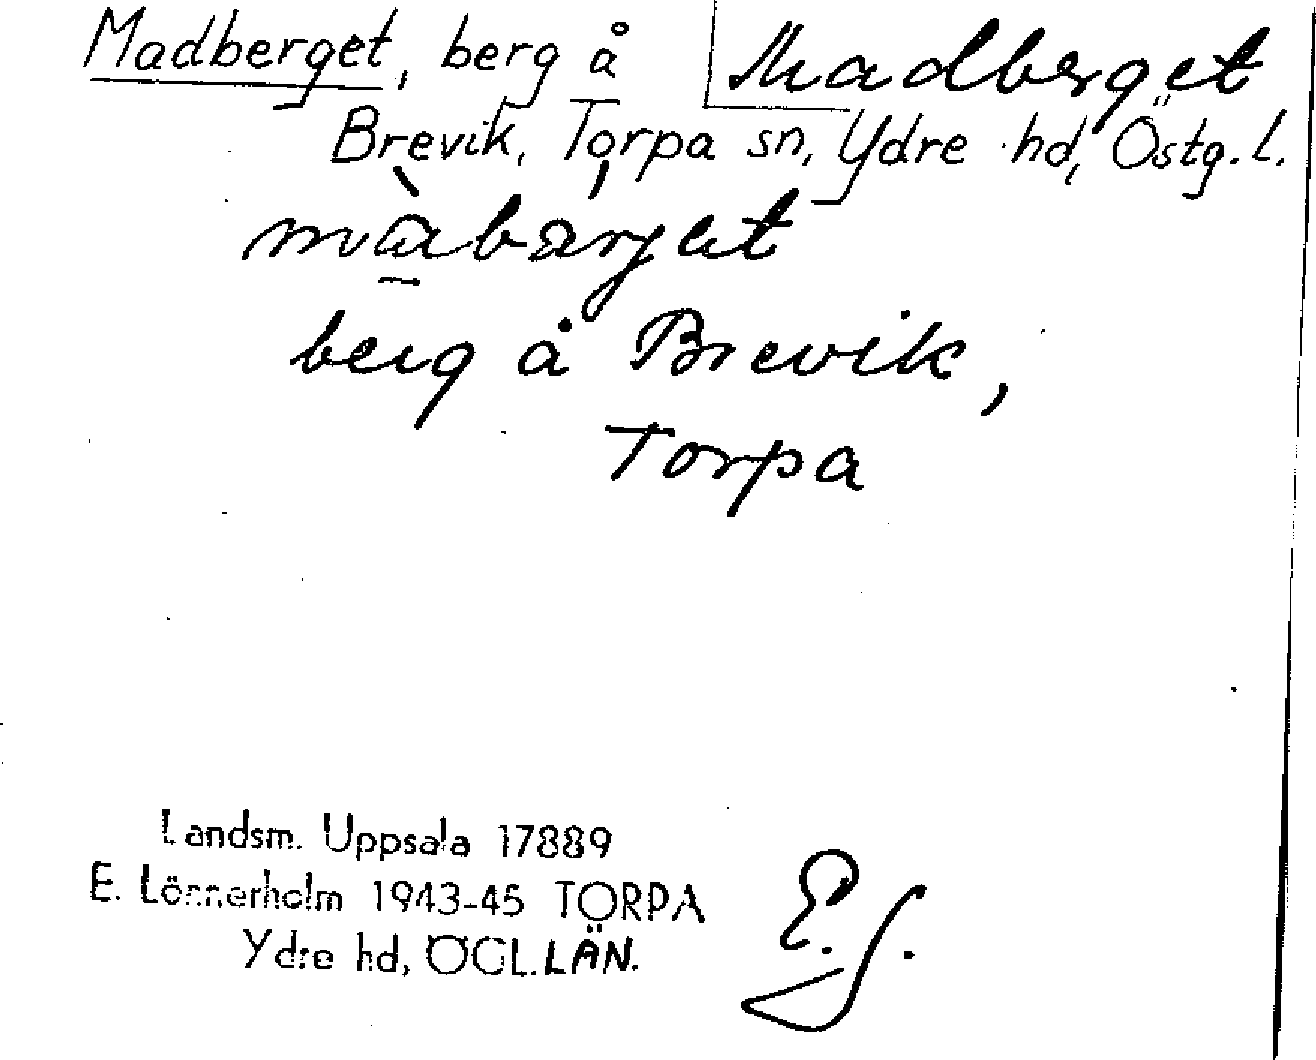 Madberget, berg å
Madberget
Brevik, Torpa sn, Ydre hd, Östg. l.
màbärjet
berg å Brevik,
Torpa
Landsm. Uppsala 17889
E. Lönnerholm 1943-45 TORPA
Ydre hd, ÖGL.LÄN.